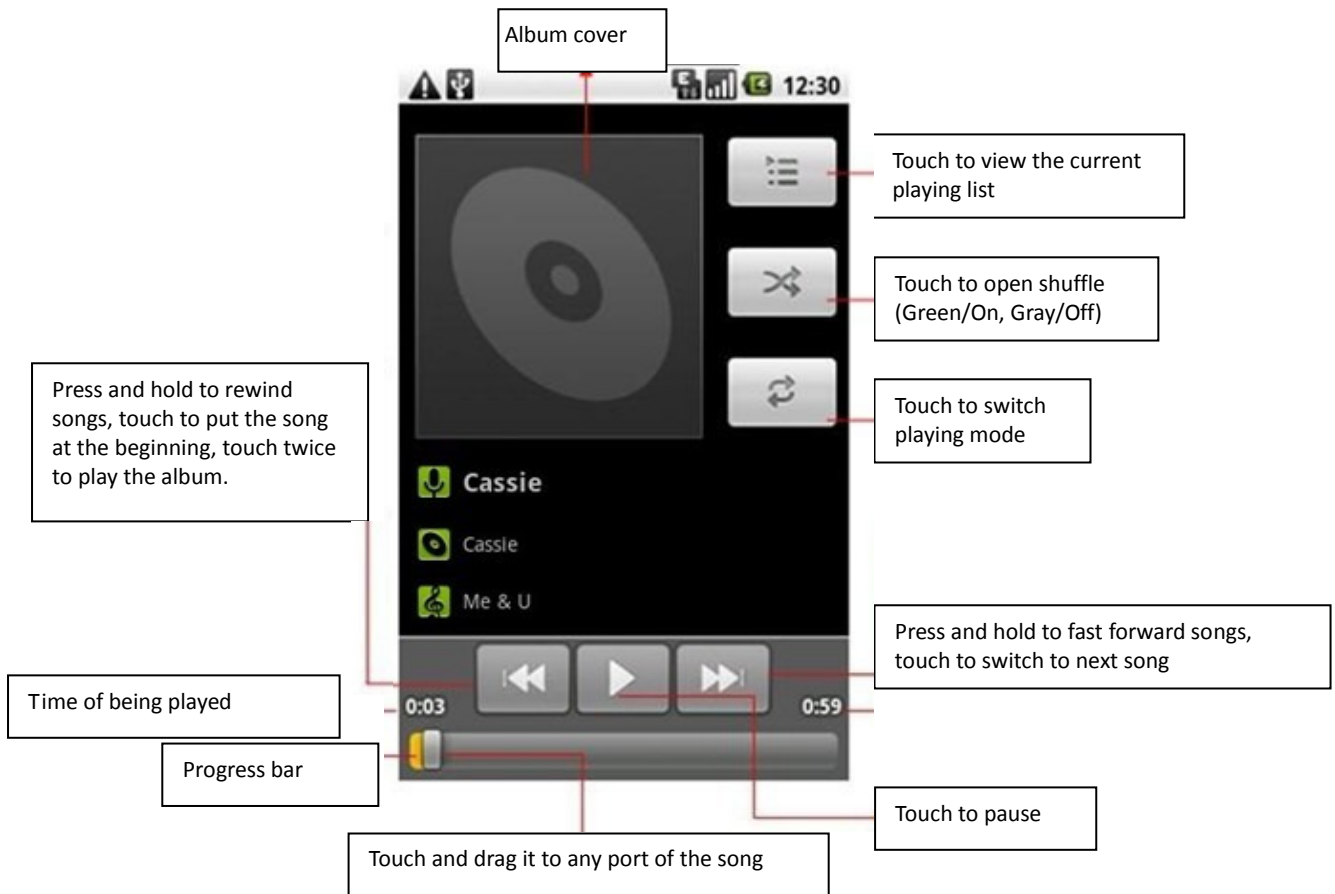 Album cover
12:30
Touch to view the current
playing list
Touch to open shuffle
(Green/On, Gray/Off)
Press and hold to rewind
songs, touch to put the song
at the beginning, touch twice
to play the album.
Touch to switch
playing mode
Cassie
Cassie
Me & U
Press and hold to fast forward songs,
touch to switch to next song
Time of being played
0:03
0:59
Progress bar
Touch to pause
Touch and drag it to any port of the song